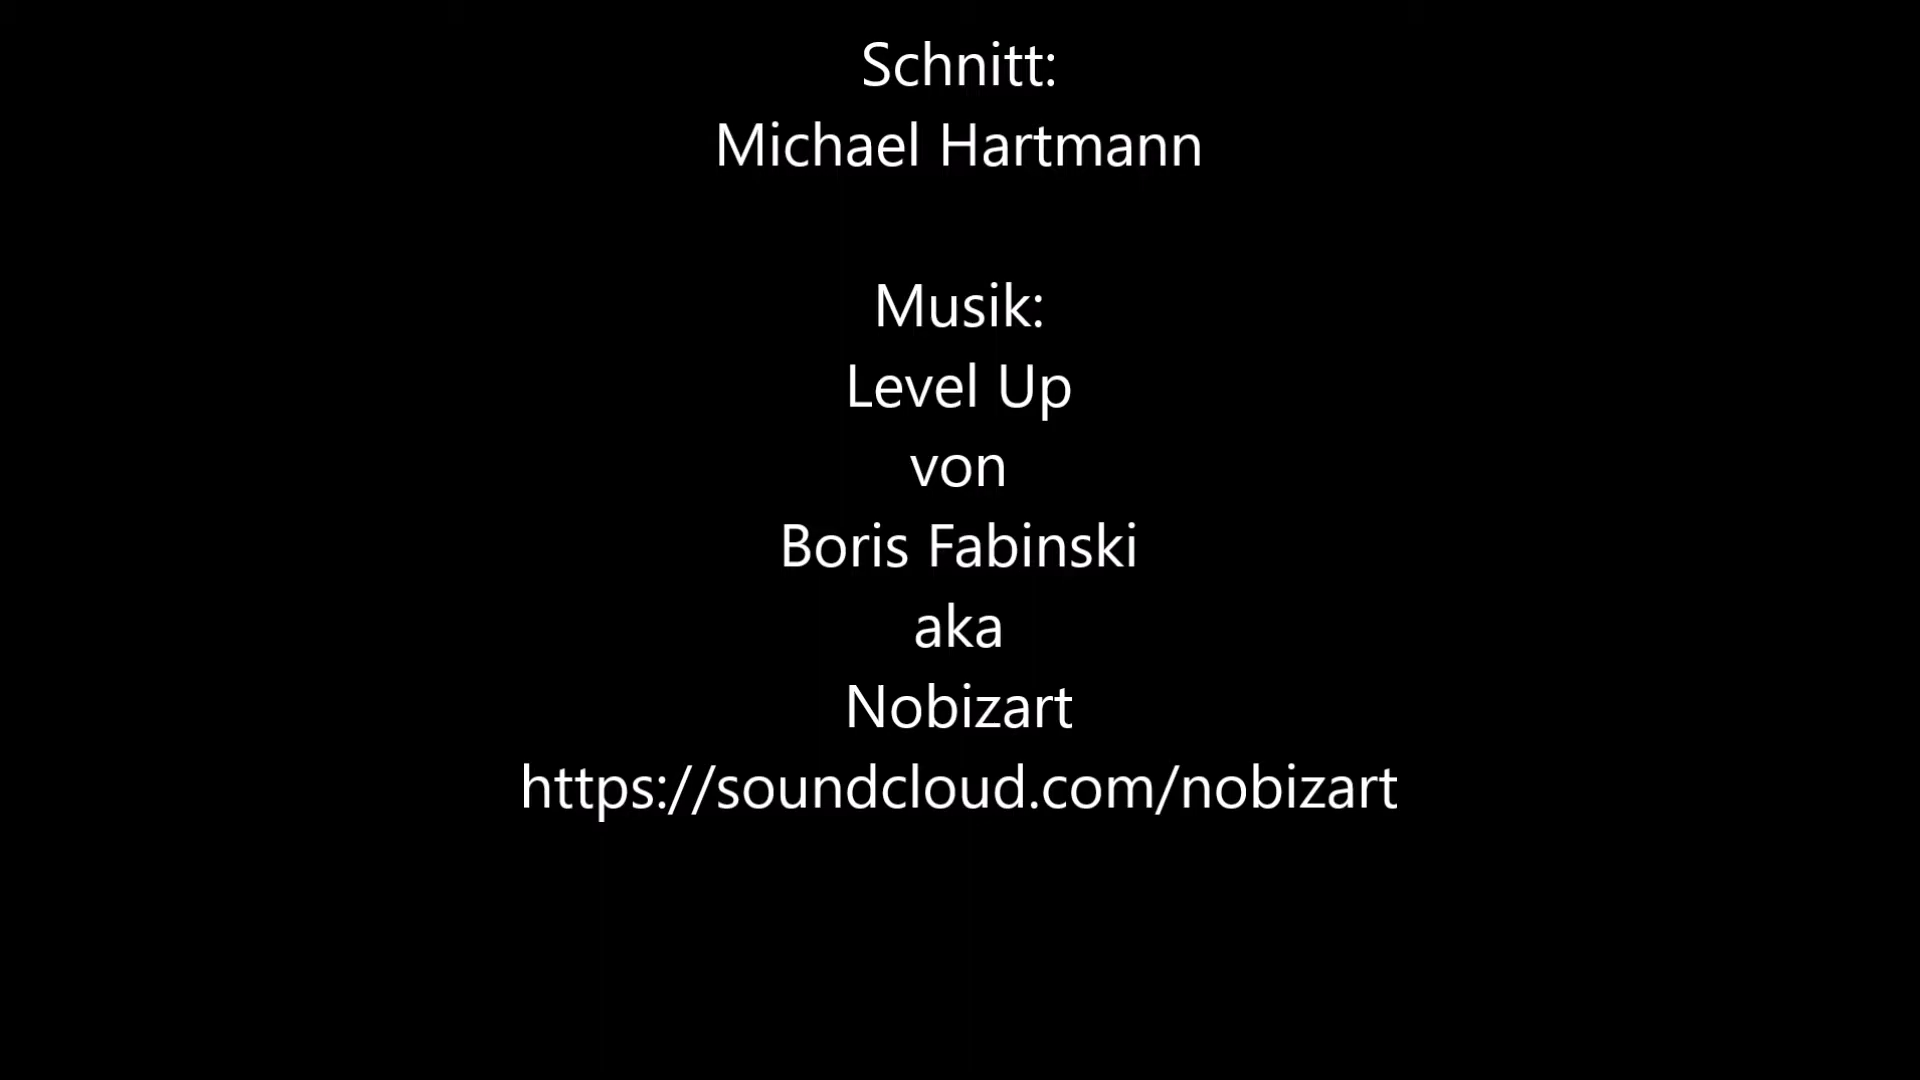 Schnitt:
Michael Hartmann
Musik:
Level Up
von
Boris Fabinski
aka
Nobizart
https://soundcloud.com/nobizart